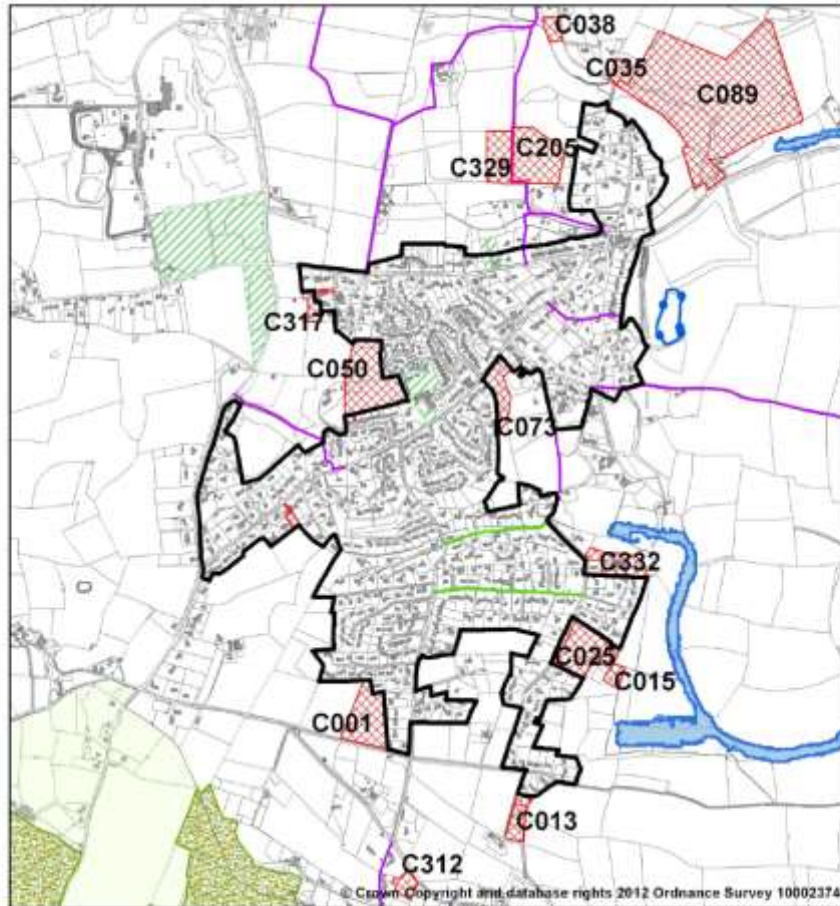 C038
C035
C089
C205
C329
C317
C050
C073
C332
C025
C015
C001
C013
C312
© Crown Copyright and database rights 2012 Ordnance Survey 10002374